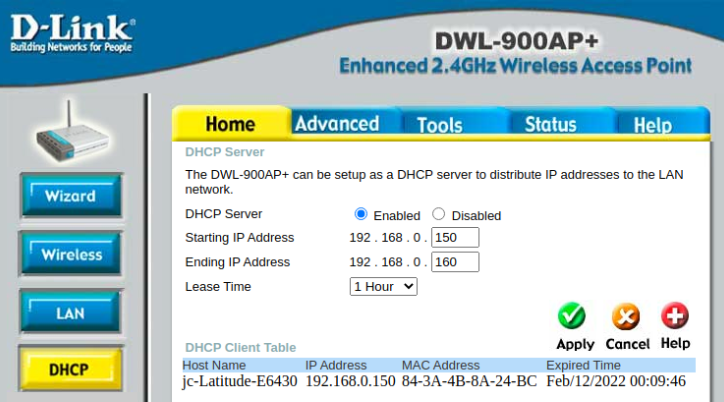 D-Link
Building Networks for People
DWL-900AP+
Enhanced 2.4GHz Wireless Access Point
Home Advanced Tools Status Help
Wizard
Wireless
LAN
DHCP
DHCP Server
The DWL-900AP+ can be setup as a DHCP server to distribute IP addresses to the LAN
network.
DHCP Server Enabled Disabled
Starting IP Address 192 . 168 . 0 . 150
Ending IP Address 192 . 168 . 0 . 160
Lease Time 1 Hour
Apply Cancel Help
DHCP Client Table
Host Name IP Address MAC Address Expired Time
jc-Latitude-E6430 192.168.0.150 84-3A-4B-8A-24-BC Feb/12/2022 00:09:46